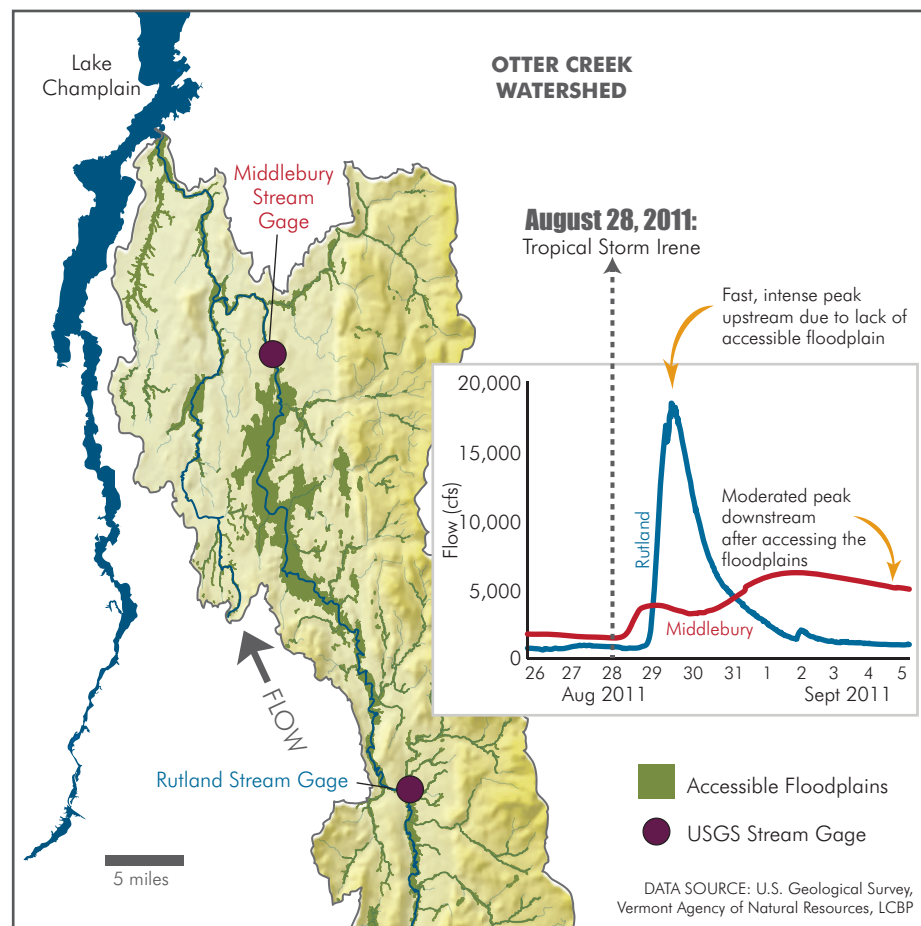 Lake
Champlain
OTTER CREEK
WATERSHED
Middlebury
Stream
Gage
August 28, 2011:
Tropical Storm Irene
Fast, intense peak
upstream due to lack of
accessible floodplain
20,000
15,000
10,000
5,000
0
Flow (cfs)
Rutland
Moderated peak
downstream
after accessing the
floodplains
Middlebury
26 27 28 29 30 31 1 2 3 4 5
Aug 2011 Sept 2011
FLOW
Rutland Stream Gage
Accessible Floodplains
USGS Stream Gage
5 miles
DATA SOURCE: U.S. Geological Survey,
Vermont Agency of Natural Resources, LCBP